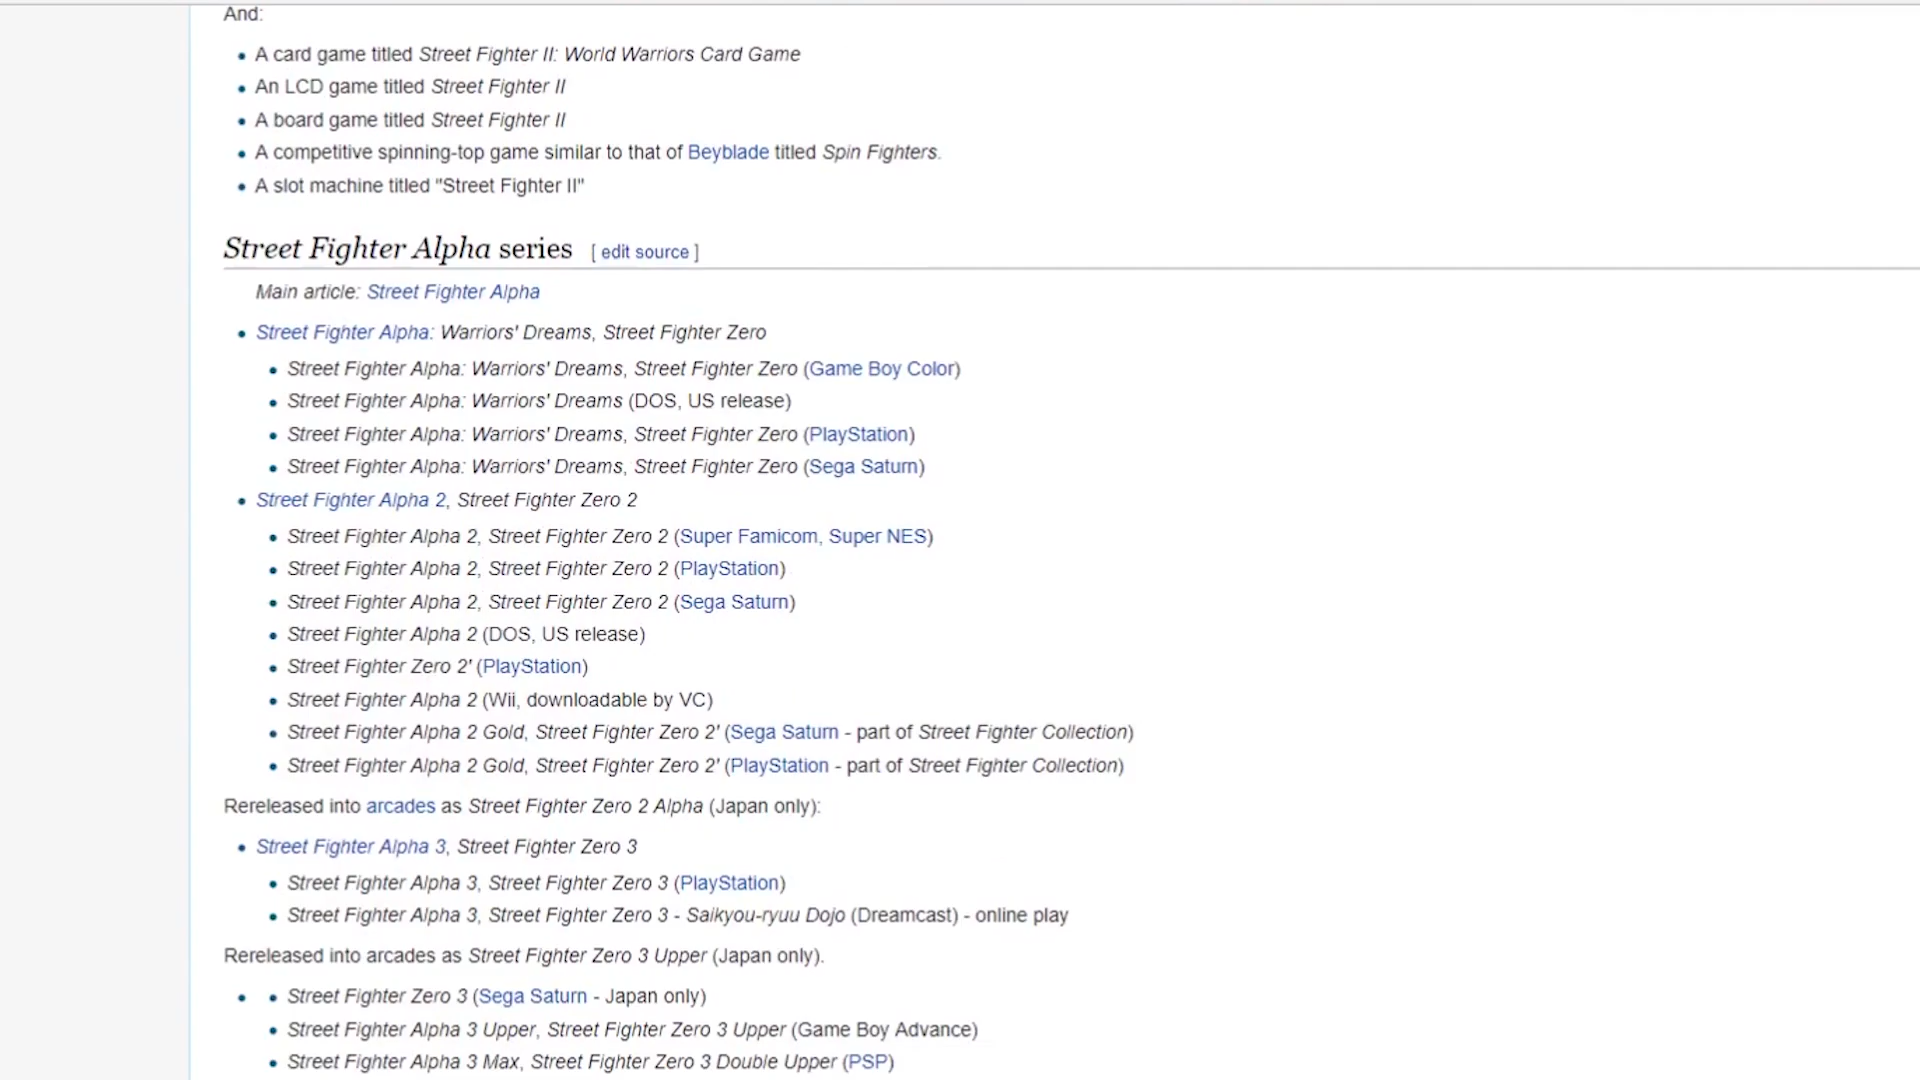 And:
A card game titled Street Fighter II: World Warriors Card Game
An LCD game titled Street Fighter II
A board game titled Street Fighter II
A competitive spinning-top game similar to that of Beyblade titled Spin Fighters.
A slot machine titled "Street Fighter II"
Street Fighter Alpha series [ edit source ]
Main article: Street Fighter Alpha
Street Fighter Alpha: Warriors' Dreams, Street Fighter Zero
Street Fighter Alpha: Warriors' Dreams, Street Fighter Zero (Game Boy Color)
Street Fighter Alpha: Warriors' Dreams (DOS, US release)
Street Fighter Alpha: Warriors' Dreams, Street Fighter Zero (PlayStation)
Street Fighter Alpha: Warriors' Dreams, Street Fighter Zero (Sega Saturn)
Street Fighter Alpha 2, Street Fighter Zero 2
Street Fighter Alpha 2, Street Fighter Zero 2 (Super Famicom, Super NES)
Street Fighter Alpha 2, Street Fighter Zero 2 (PlayStation)
Street Fighter Alpha 2, Street Fighter Zero 2 (Sega Saturn)
Street Fighter Alpha 2 (DOS, US release)
Street Fighter Zero 2' (PlayStation)
Street Fighter Alpha 2 (Wii, downloadable by VC)
Street Fighter Alpha 2 Gold, Street Fighter Zero 2' (Sega Saturn - part of Street Fighter Collection)
Street Fighter Alpha 2 Gold, Street Fighter Zero 2' (PlayStation - part of Street Fighter Collection)
Rereleased into arcades as Street Fighter Zero 2 Alpha (Japan only):
Street Fighter Alpha 3, Street Fighter Zero 3
Street Fighter Alpha 3, Street Fighter Zero 3 (PlayStation)
Street Fighter Alpha 3, Street Fighter Zero 3 - Saikyou-ryuu Dojo (Dreamcast) - online play
Rereleased into arcades as Street Fighter Zero 3 Upper (Japan only).
Street Fighter Zero 3 (Sega Saturn - Japan only)
Street Fighter Alpha 3 Upper, Street Fighter Zero 3 Upper (Game Boy Advance)
Street Fighter Alpha 3 Max, Street Fighter Zero 3 Double Upper (PSP)